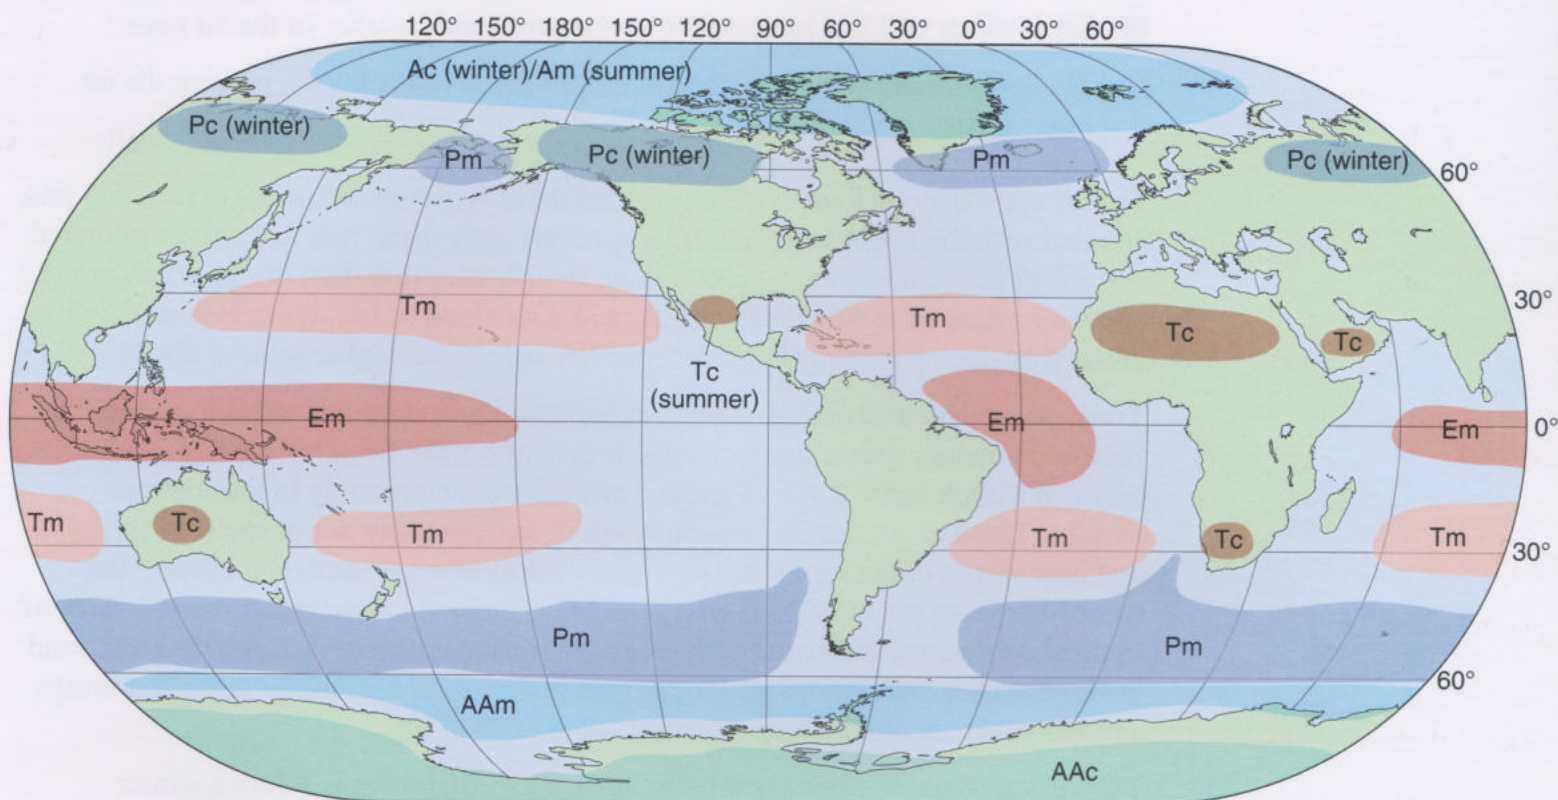 120° 150° 180° 150° 120° 90° 60° 30° 0° 30° 60°
Ac (winter)/Am (summer)
Pc (winter)
Pm
Pc (winter)
Pm
Pc (winter)
60°
Tm
Tm
Tc
Tc
30°
Tc
(summer)
Em
Em
Em
0°
Tm
Tc
Tm
Tm
Tc
Tm
30°
Pm
Pm
60°
AAm
AAc